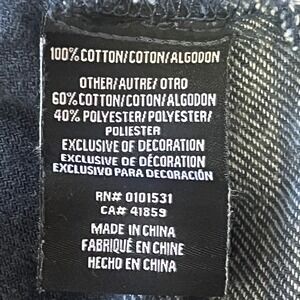 100% COTTON/COTON/ALGODON
OTHER/AUTRE/ OTRO
60% COTTON/COTON/ALGODON
40% POLYESTER/POLYESTER/
POLIESTER
EXCLUSIVE OF DECORATION
EXCLUSIVE DE DÉCORATION
EXCLUSIVO PARA DECORACIÓN
RN# 0101531
CA# 41859
MADE IN CHINA
FABRIQUÉ EN CHINE
HECHO EN CHINA